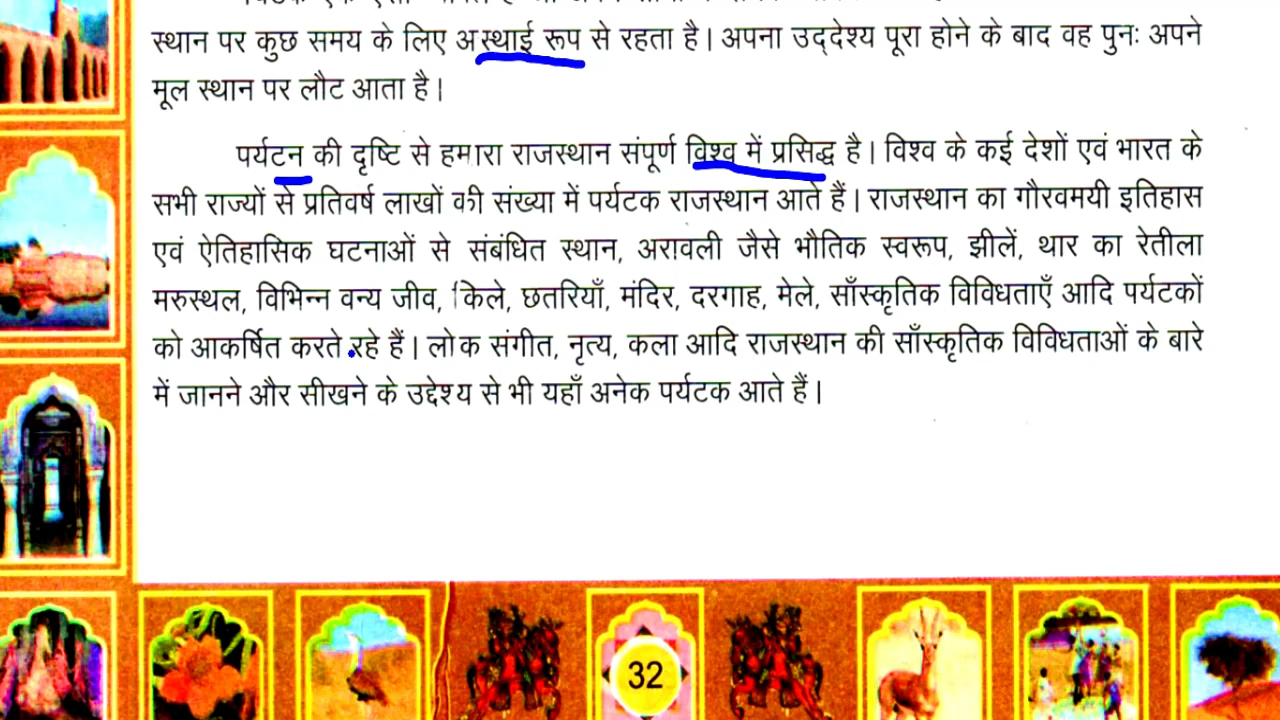 स्थान पर कुछ समय के लिए अस्थाई रूप से रहता है। अपना उद्देश्य पूरा होने के बाद वह पुनः अपने
मूल स्थान पर लौट आता है।
पर्यटन की दृष्टि से हमारा राजस्थान संपूर्ण विश्व में प्रसिद्ध है। विश्व के कई देशों एवं भारत के
सभी राज्यों से प्रतिवर्ष लाखों की संख्या में पर्यटक राजस्थान आते हैं। राजस्थान का गौरवमयी इतिहास
एवं ऐतिहासिक घटनाओं से संबंधित स्थान, अरावली जैसे भौतिक स्वरूप, झीलें, थार का रेतीला
मरुस्थल, विभिन्न वन्य जीव, किले, छतरियाँ, मंदिर, दरगाह, मेले, साँस्कृतिक विविधताएँ आदि पर्यटकों
को आकर्षित करते रहे हैं। लोक संगीत, नृत्य, कला आदि राजस्थान की साँस्कृतिक विविधताओं के बारे
में जानने और सीखने के उद्देश्य से भी यहाँ अनेक पर्यटक आते हैं।
32